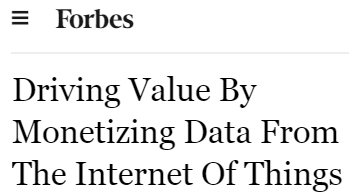 Forbes
Driving Value By
Monetizing Data From
The Internet Of Things